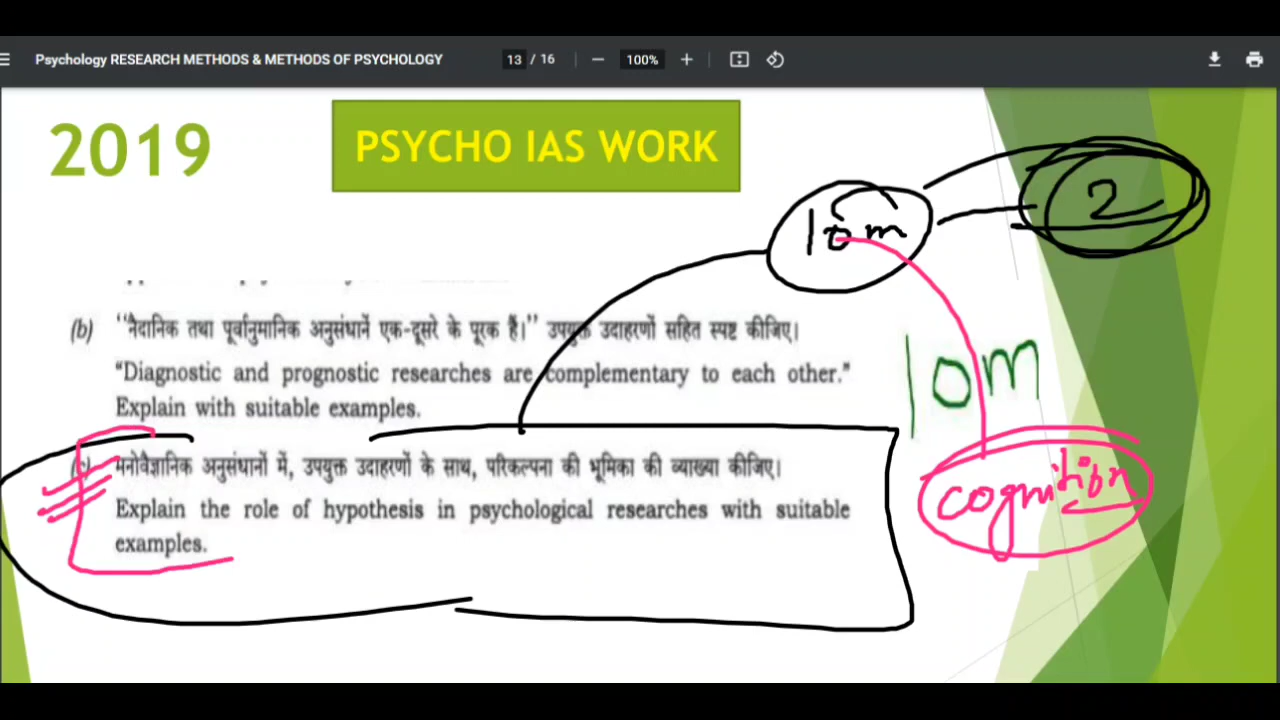 Psychology RESEARCH METHODS & METHODS OF PSYCHOLOGY 13 / 16 100%
2019
PSYCHO IAS WORK
2
10m
(b) “नैदानिक तथा पूर्वानुमानिक अनुसंधानें एक-दूसरे के पूरक हैं।” उपयुक्त उदाहरणों सहित स्पष्ट कीजिए।
“Diagnostic and prognostic researches are complementary to each other.”
Explain with suitable examples.
10m
मनोवैज्ञानिक अनुसंधानों में, उपयुक्त उदाहरणों के साथ, परिकल्पना की भूमिका की व्याख्या कीजिए।
Explain the role of hypothesis in psychological researches with suitable
examples.
cognition